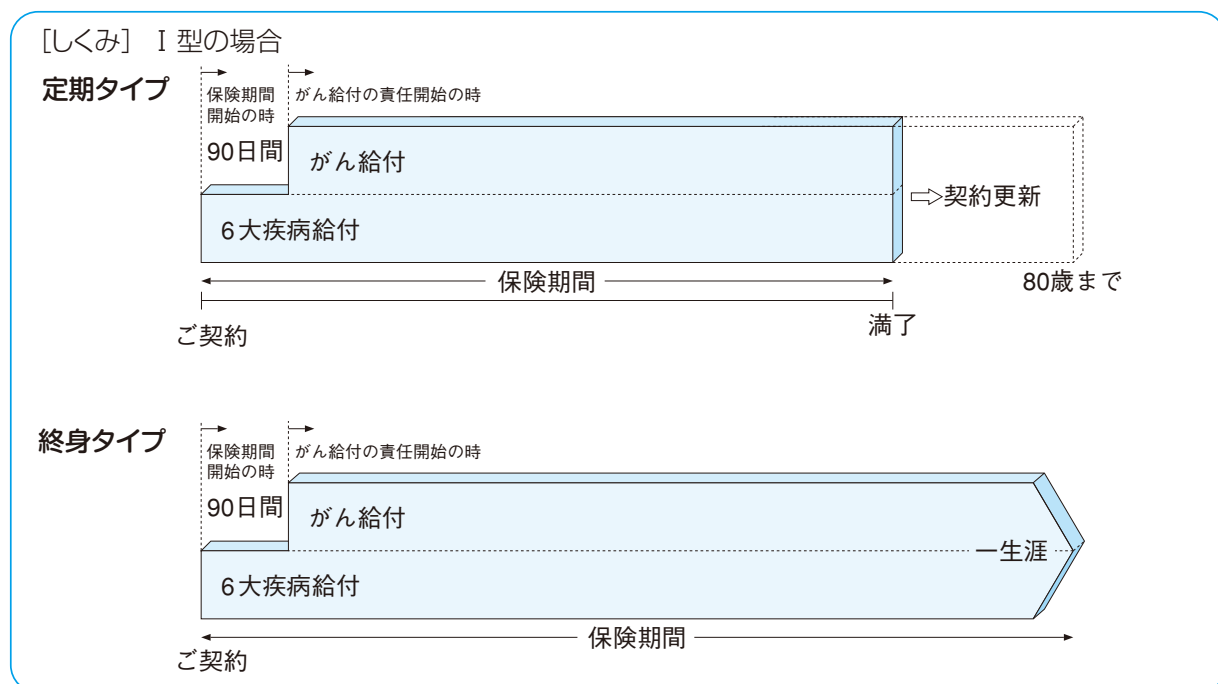 [しくみ] Ⅰ型の場合
定期タイプ
保険期間
開始の時
がん給付の責任開始の時
90日間
がん給付
6大疾病給付
⇨契約更新
保険期間
80歳まで
ご契約
満了
終身タイプ
保険期間
開始の時
がん給付の責任開始の時
90日間
がん給付
一生涯
6大疾病給付
保険期間
ご契約